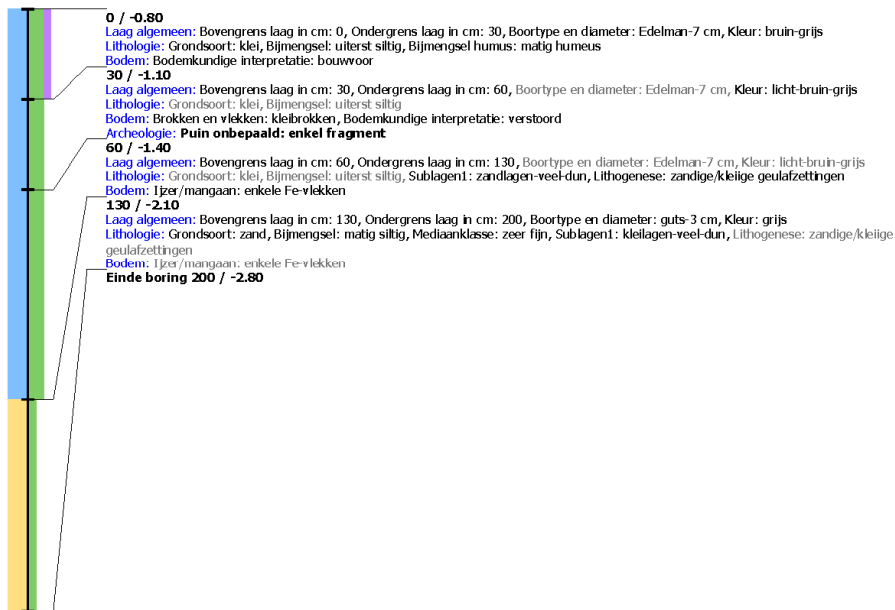 0 / -0.80
Laag algemeen: Bovengrens laag in cm: 0, Ondergrens laag in cm: 30, Boortype en diameter: Edelman-7 cm, Kleur: bruin-grijs
Lithologie: Grondsoort: klei, Bijmengsel: uiterst siltig, Bijmengsel humus: matig humeus
Bodem: Bodemkundige interpretatie: bouwvoor
30 / -1.10
Laag algemeen: Bovengrens laag in cm: 30, Ondergrens laag in cm: 60, Boortype en diameter: Edelman-7 cm, Kleur: licht-bruin-grijs
Lithologie: Grondsoort: klei, Bijmengsel: uiterst siltig
Bodem: Brokken en vlekken: kleibrokken, Bodemkundige interpretatie: verstoord
Archeologie: Puin onbepaald: enkel fragment
60 / -1.40
Laag algemeen: Bovengrens laag in cm: 60, Ondergrens laag in cm: 130, Boortype en diameter: Edelman-7 cm, Kleur: licht-bruin-grijs
Lithologie: Grondsoort: klei, Bijmengsel: uiterst siltig, Sublagen1: zandlagen-veel-dun, Lithogenese: zandige/kleiige geulafzettingen
Bodem: Ijzer/mangaan: enkele Fe-vlekken
130 / -2.10
Laag algemeen: Bovengrens laag in cm: 130, Ondergrens laag in cm: 200, Boortype en diameter: guts-3 cm, Kleur: grijs
Lithologie: Grondsoort: zand, Bijmengsel: matig siltig, Mediaanklasse: zeer fijn, Sublagen1: kleilagen-veel-dun, Lithogenese: zandige/kleiige
geulafzettingen
Bodem: Ijzer/mangaan: enkele Fe-vlekken
Einde boring 200 / -2.80